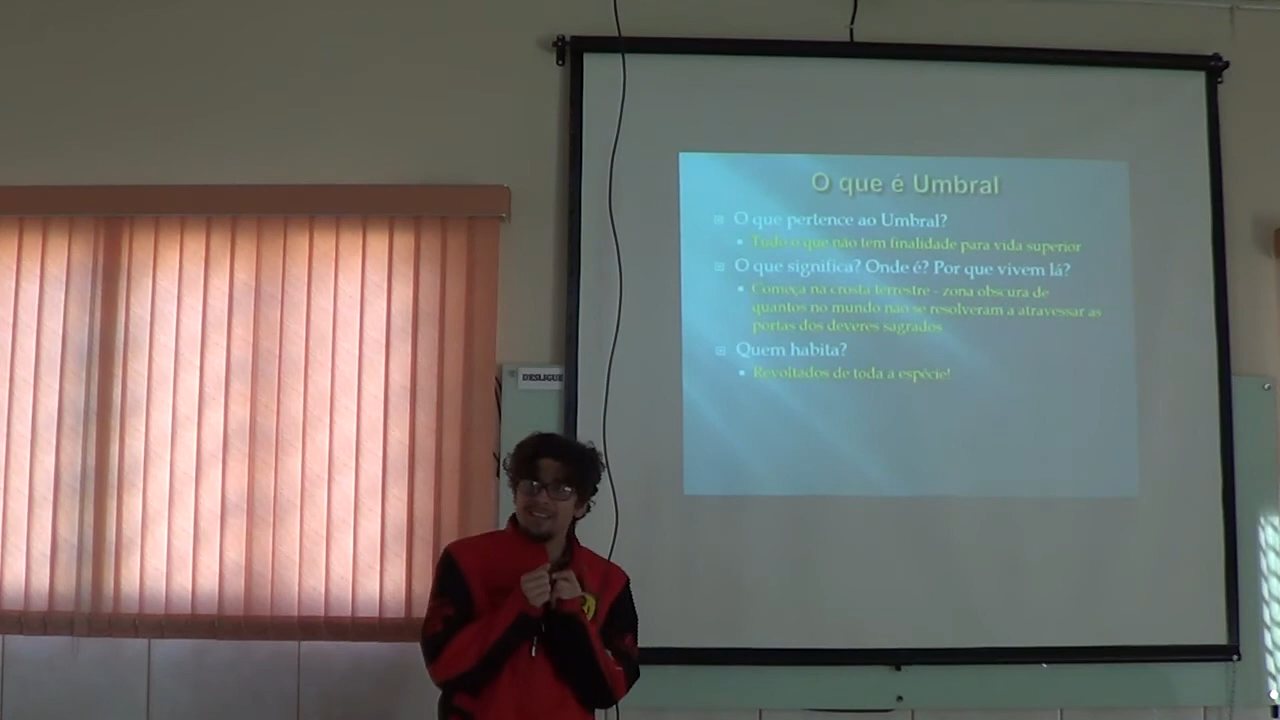 O que é Umbral
O que pertence ao Umbral?
Tudo o que não tem finalidade para vida superior
O que significa? Onde é? Por que vivem lá?
Começa na crosta terrestre - zona obscura de
quantos no mundo não se resolveram a atravessar as
portas dos deveres sagrados
Quem habita?
Revoltados de toda a espécie!
DESLIGUE